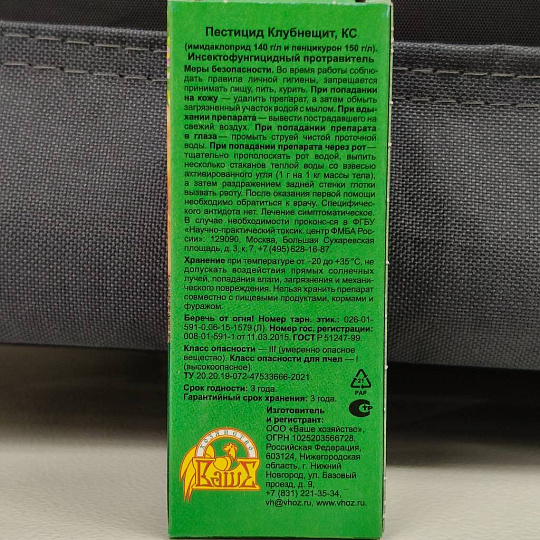 Пестицид Клубнещит, КС
(имидаклоприд 140 г/л и пенцикурон 150 г/л).
Инсектофунгицидный протравитель
Меры безопасности. Во время работы соблю-
дать правила личной гигиены, запрещается
принимать пищу, пить, курить. При попадании
на кожу — удалить препарат, а затем обмыть
загрязненный участок водой с мылом. При вды-
хании препарата — вывести пострадавшего на
свежий воздух. При попадании препарата
в глаза — промыть струей чистой проточной
воды. При попадании препарата через рот —
тщательно прополоскать рот водой, выпить
несколько стаканов теплой воды со взвесью
активированного угля (1 г на 1 кг массы тела),
а затем раздражением задней стенки глотки
вызвать рвоту. После оказания первой помощи
необходимо обратиться к врачу. Специфичес-
кого антидота нет. Лечение симптоматическое.
В случае необходимости проконс-ся в ФГБУ
«Научно-практический токсик. центр ФМБА Рос-
сии»: 129090, Москва, Большая Сухаревская
площадь, д. 3, к. 7, +7 (495) 628-16-87.
Хранение при температуре от -20 до +35 °С, не
допускать воздействия прямых солнечных
лучей, попадания влаги, загрязнения и механи-
ческого повреждения. Нельзя хранить препарат
совместно с пищевыми продуктами, кормами и
фуражом.
Беречь от огня! Номер тарн. этик.: 026-01-
591-0,06-15-1579 (Л). Номер гос. регистрации:
008-01-591-1 от 11.03.2015. ГОСТ Р 51247-99.
Класс опасности — III (умеренно опасное
вещество). Класс опасности для пчел — I
(высокоопасное).
ТУ 20.20.19-072-47533666-2021
Срок годности: 3 года.
Гарантийный срок хранения: 3 года.
21
PAP
СТР
Изготовитель
и регистрант:
ООО «Ваше хозяйство»,
ОГРН 1025203566728,
Российская Федерация,
603124, Нижегородская
область, г. Нижний
Новгород, ул. Базовый
проезд, д. 9,
+7 (831) 221-35-34,
vh@vhoz.ru, vhoz.ru
ХОЗЯЙСТВО
ВАШЕ